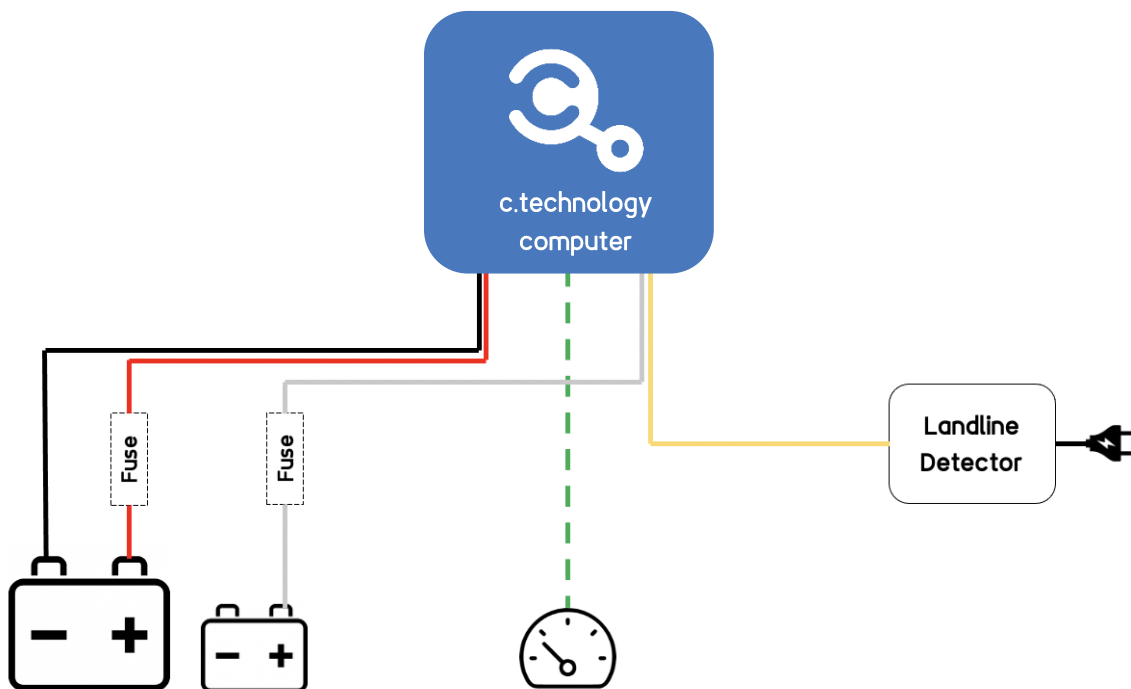 c.technology
computer
Fuse
Fuse
Landline
Detector
− +
− +